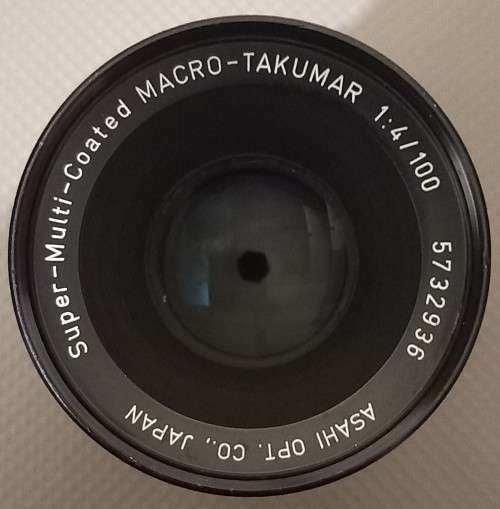 Super-Multi-Coated MACRO-TAKUMAR 1:4/100 5732936
ASAHI OPT. CO., JAPAN